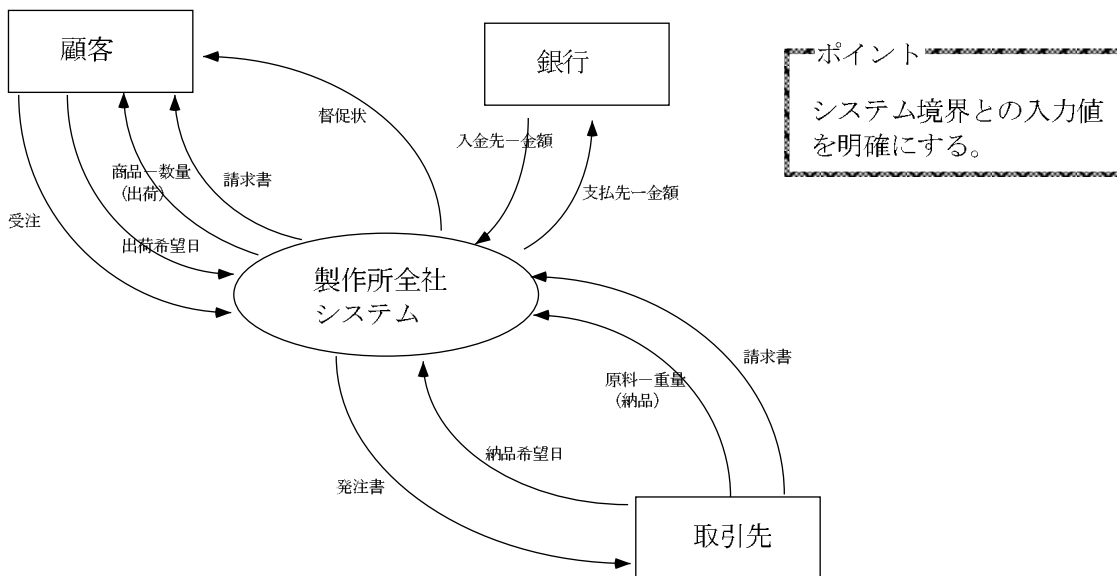 顧客
銀行
ポイント
システム境界との入力値
を明確にする。
督促状
入金先－金額
商品－数量
(出荷)
請求書
支払先－金額
受注
出荷希望日
製作所全社
システム
請求書
原料－重量
(納品)
納品希望日
発注書
取引先